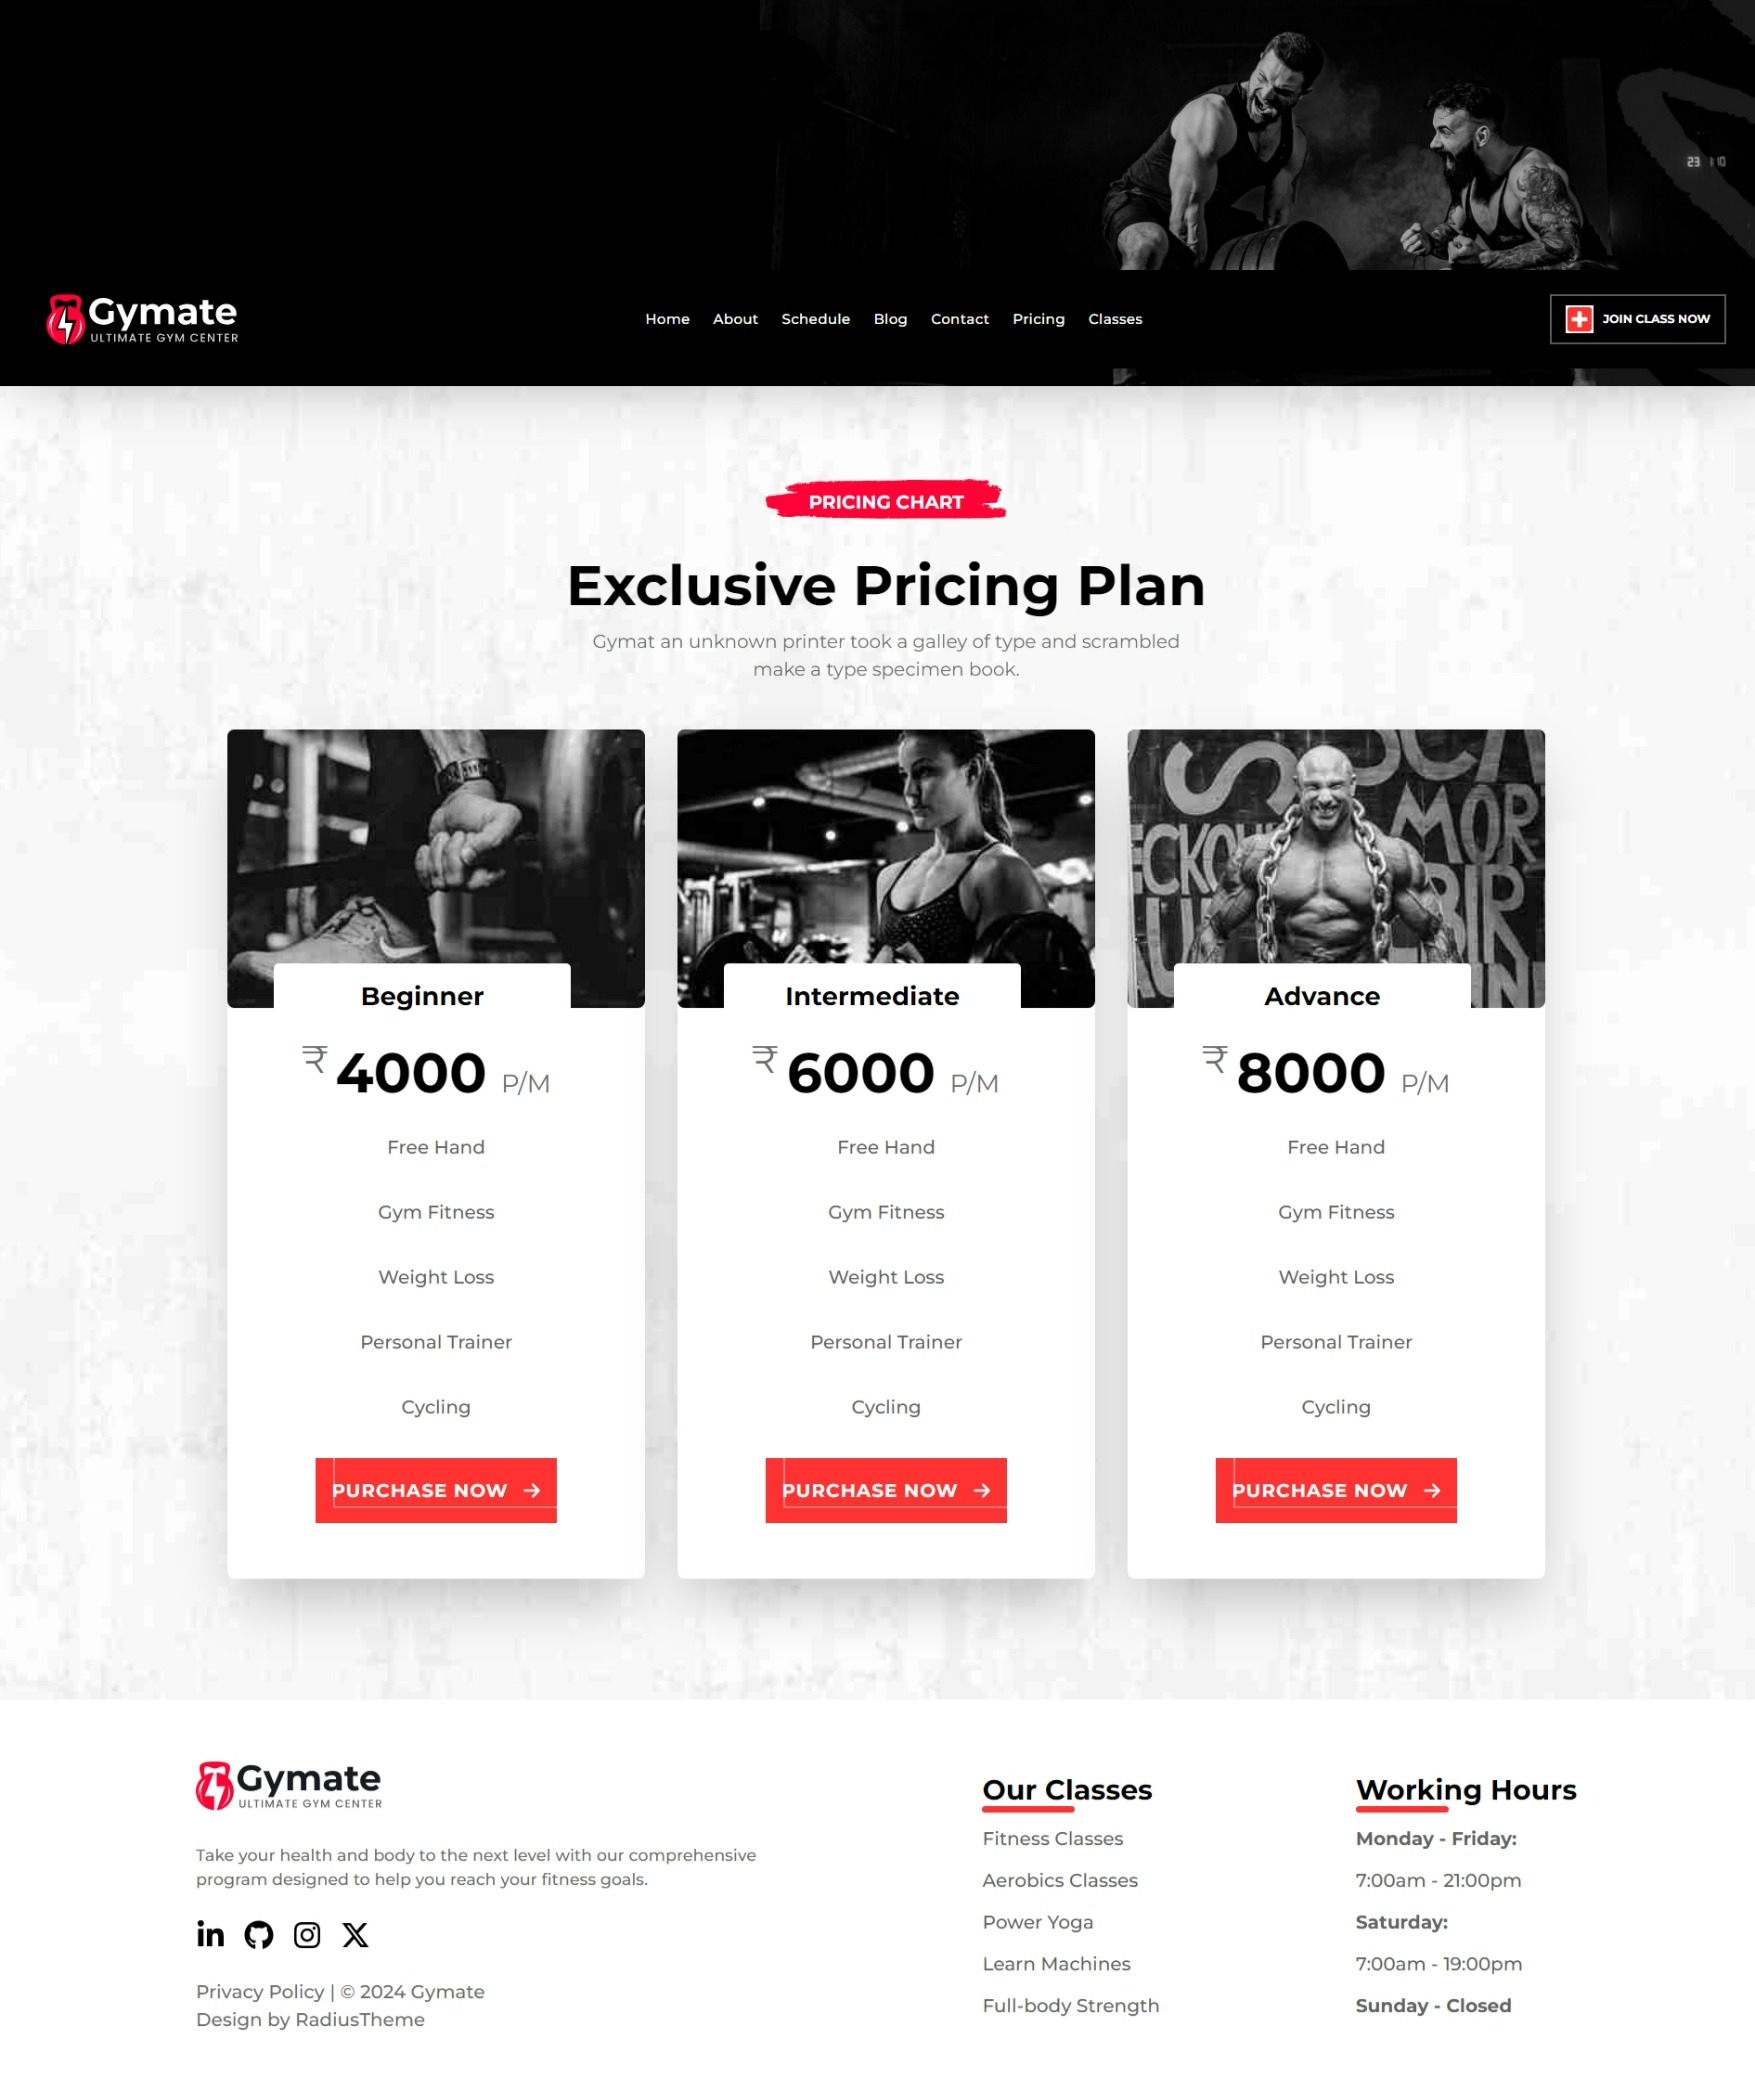 23 10
Gymate
ULTIMATE GYM CENTER
Home About Schedule Blog Contact Pricing Classes
JOIN CLASS NOW
PRICING CHART
Exclusive Pricing Plan
Gymat an unknown printer took a galley of type and scrambled
make a type specimen book.
MOR
BIR
Beginner
₹ 4000 P/M
Free Hand
Gym Fitness
Weight Loss
Personal Trainer
Cycling
PURCHASE NOW →
Intermediate
₹ 6000 P/M
Free Hand
Gym Fitness
Weight Loss
Personal Trainer
Cycling
PURCHASE NOW →
Advance
₹ 8000 P/M
Free Hand
Gym Fitness
Weight Loss
Personal Trainer
Cycling
PURCHASE NOW →
Gymate
ULTIMATE GYM CENTER
Take your health and body to the next level with our comprehensive
program designed to help you reach your fitness goals.
Privacy Policy | © 2024 Gymate
Design by RadiusTheme
Our Classes
Fitness Classes
Aerobics Classes
Power Yoga
Learn Machines
Full-body Strength
Working Hours
Monday - Friday:
7:00am - 21:00pm
Saturday:
7:00am - 19:00pm
Sunday - Closed